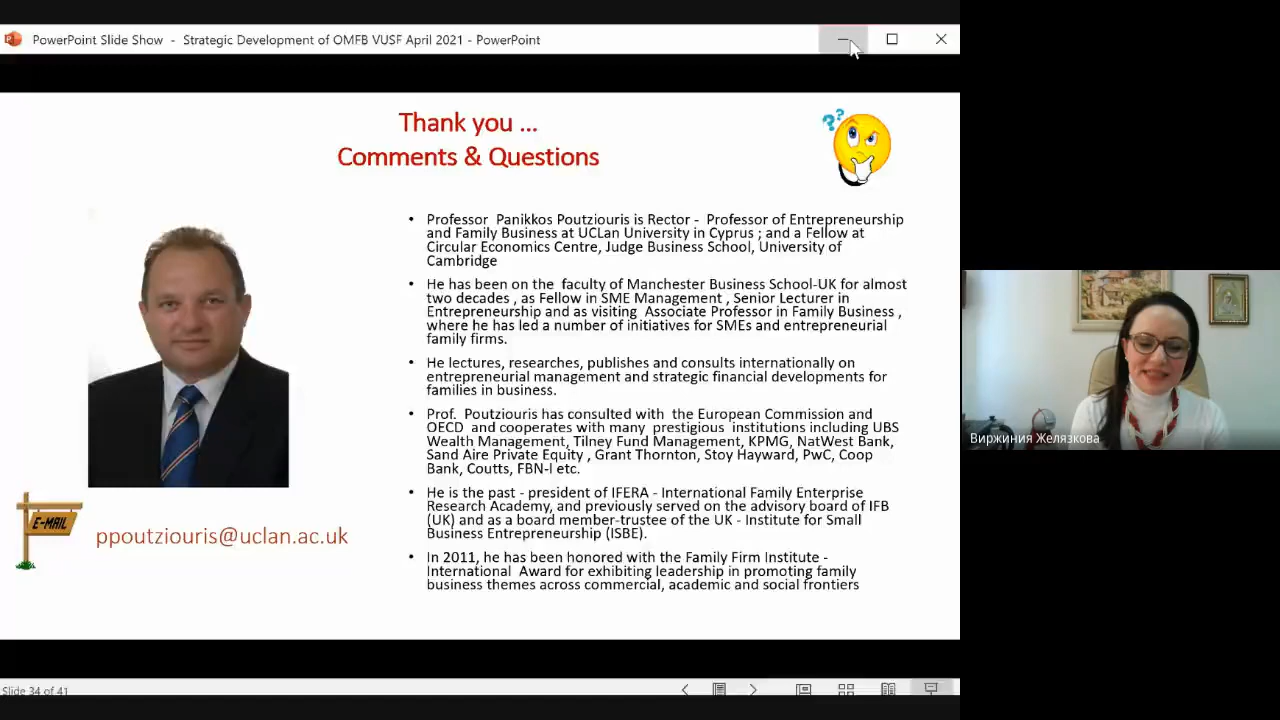 PowerPoint Slide Show - Strategic Development of OMFB VUSF April 2021 - PowerPoint
Thank you ...
Comments & Questions
??
• Professor Panikkos Poutziouris is Rector - Professor of Entrepreneurship
and Family Business at UCLan University in Cyprus ; and a Fellow at
Circular Economics Centre, Judge Business School, University of
Cambridge
• He has been on the faculty of Manchester Business School-UK for almost
two decades , as Fellow in SME Management , Senior Lecturer in
Entrepreneurship and as visiting Associate Professor in Family Business ,
where he has led a number of initiatives for SMEs and entrepreneurial
family firms.
• He lectures, researches, publishes and consults internationally on
entrepreneurial management and strategic financial developments for
families in business.
• Prof. Poutziouris has consulted with the European Commission and
OECD and cooperates with many prestigious institutions including UBS
Wealth Management, Tilney Fund Management, KPMG, NatWest Bank,
Sand Aire Private Equity , Grant Thornton, Stoy Hayward, PwC, Coop
Bank, Coutts, FBN-I etc.
• He is the past - president of IFERA - International Family Enterprise
Research Academy, and previously served on the advisory board of IFB
(UK) and as a board member-trustee of the UK - Institute for Small
Business Entrepreneurship (ISBE).
• In 2011, he has been honored with the Family Firm Institute -
International Award for exhibiting leadership in promoting family
business themes across commercial, academic and social frontiers
E-MAIL
ppoutziouris@uclan.ac.uk
Виржиния Желязкова
Slide 34 of 41